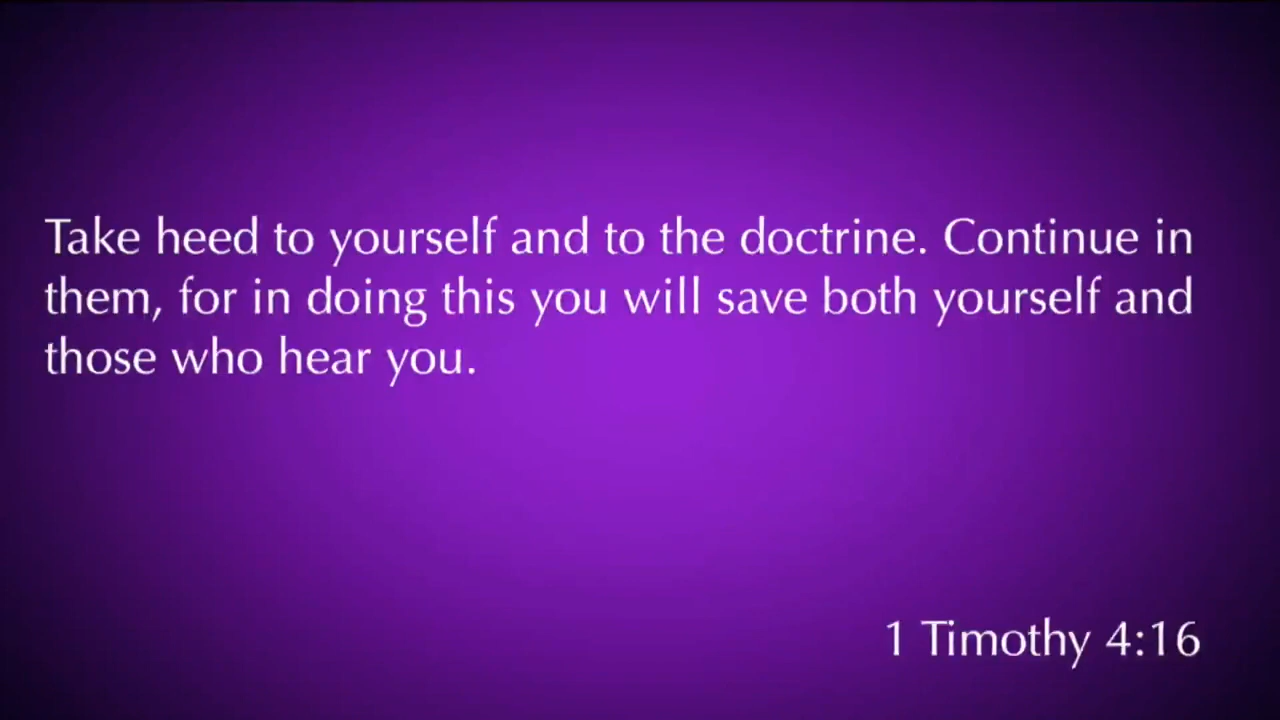 Take heed to yourself and to the doctrine. Continue in
them, for in doing this you will save both yourself and
those who hear you.
1 Timothy 4:16